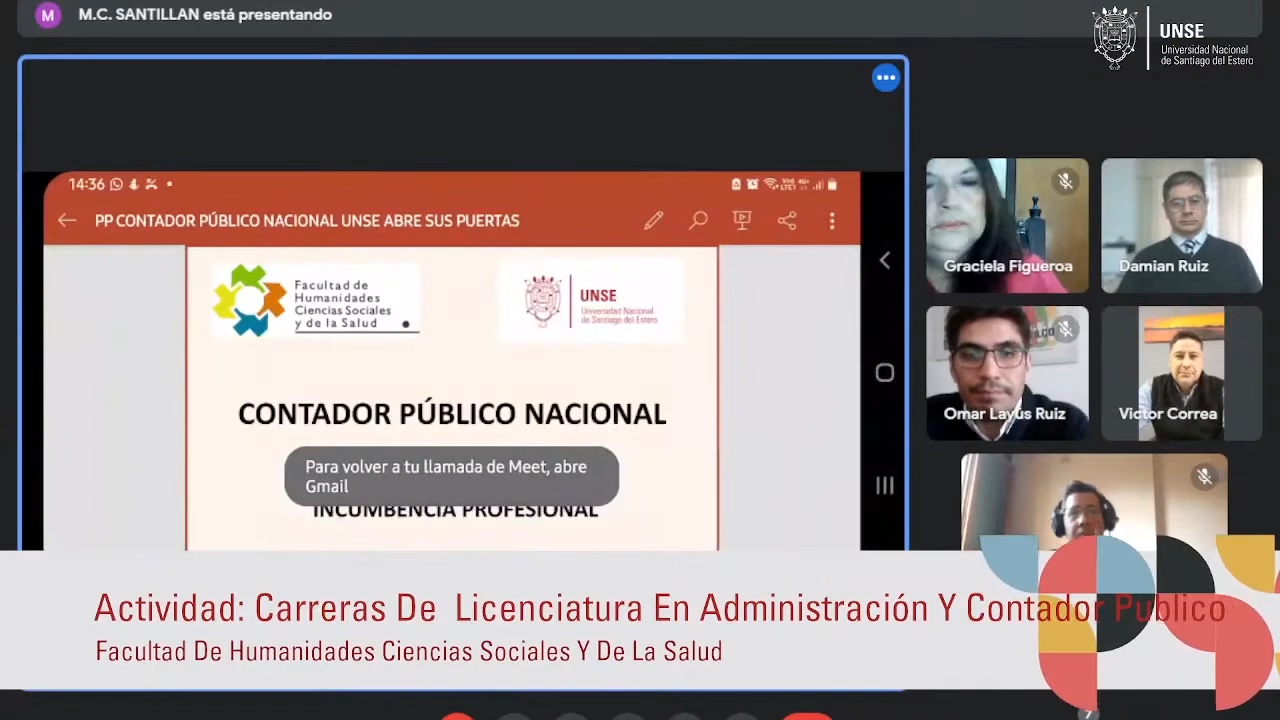 M
M.C. SANTILLAN está presentando
UNSE
Universidad Nacional
de Santiago del Estero
14:36
PP CONTADOR PÚBLICO NACIONAL UNSE ABRE SUS PUERTAS
Facultad de
Humanidades
Ciencias Sociales
y de la Salud
UNSE
Universidad Nacional
de Santiago del Estero
CONTADOR PÚBLICO NACIONAL
Para volver a tu llamada de Meet, abre
Gmail
INCUMBENCIA PROFESIONAL
Graciela Figueroa
Damian Ruiz
Omar Layús Ruiz
Victor Correa
Actividad: Carreras De Licenciatura En Administración Y Contador Publico
Facultad De Humanidades Ciencias Sociales Y De La Salud
7